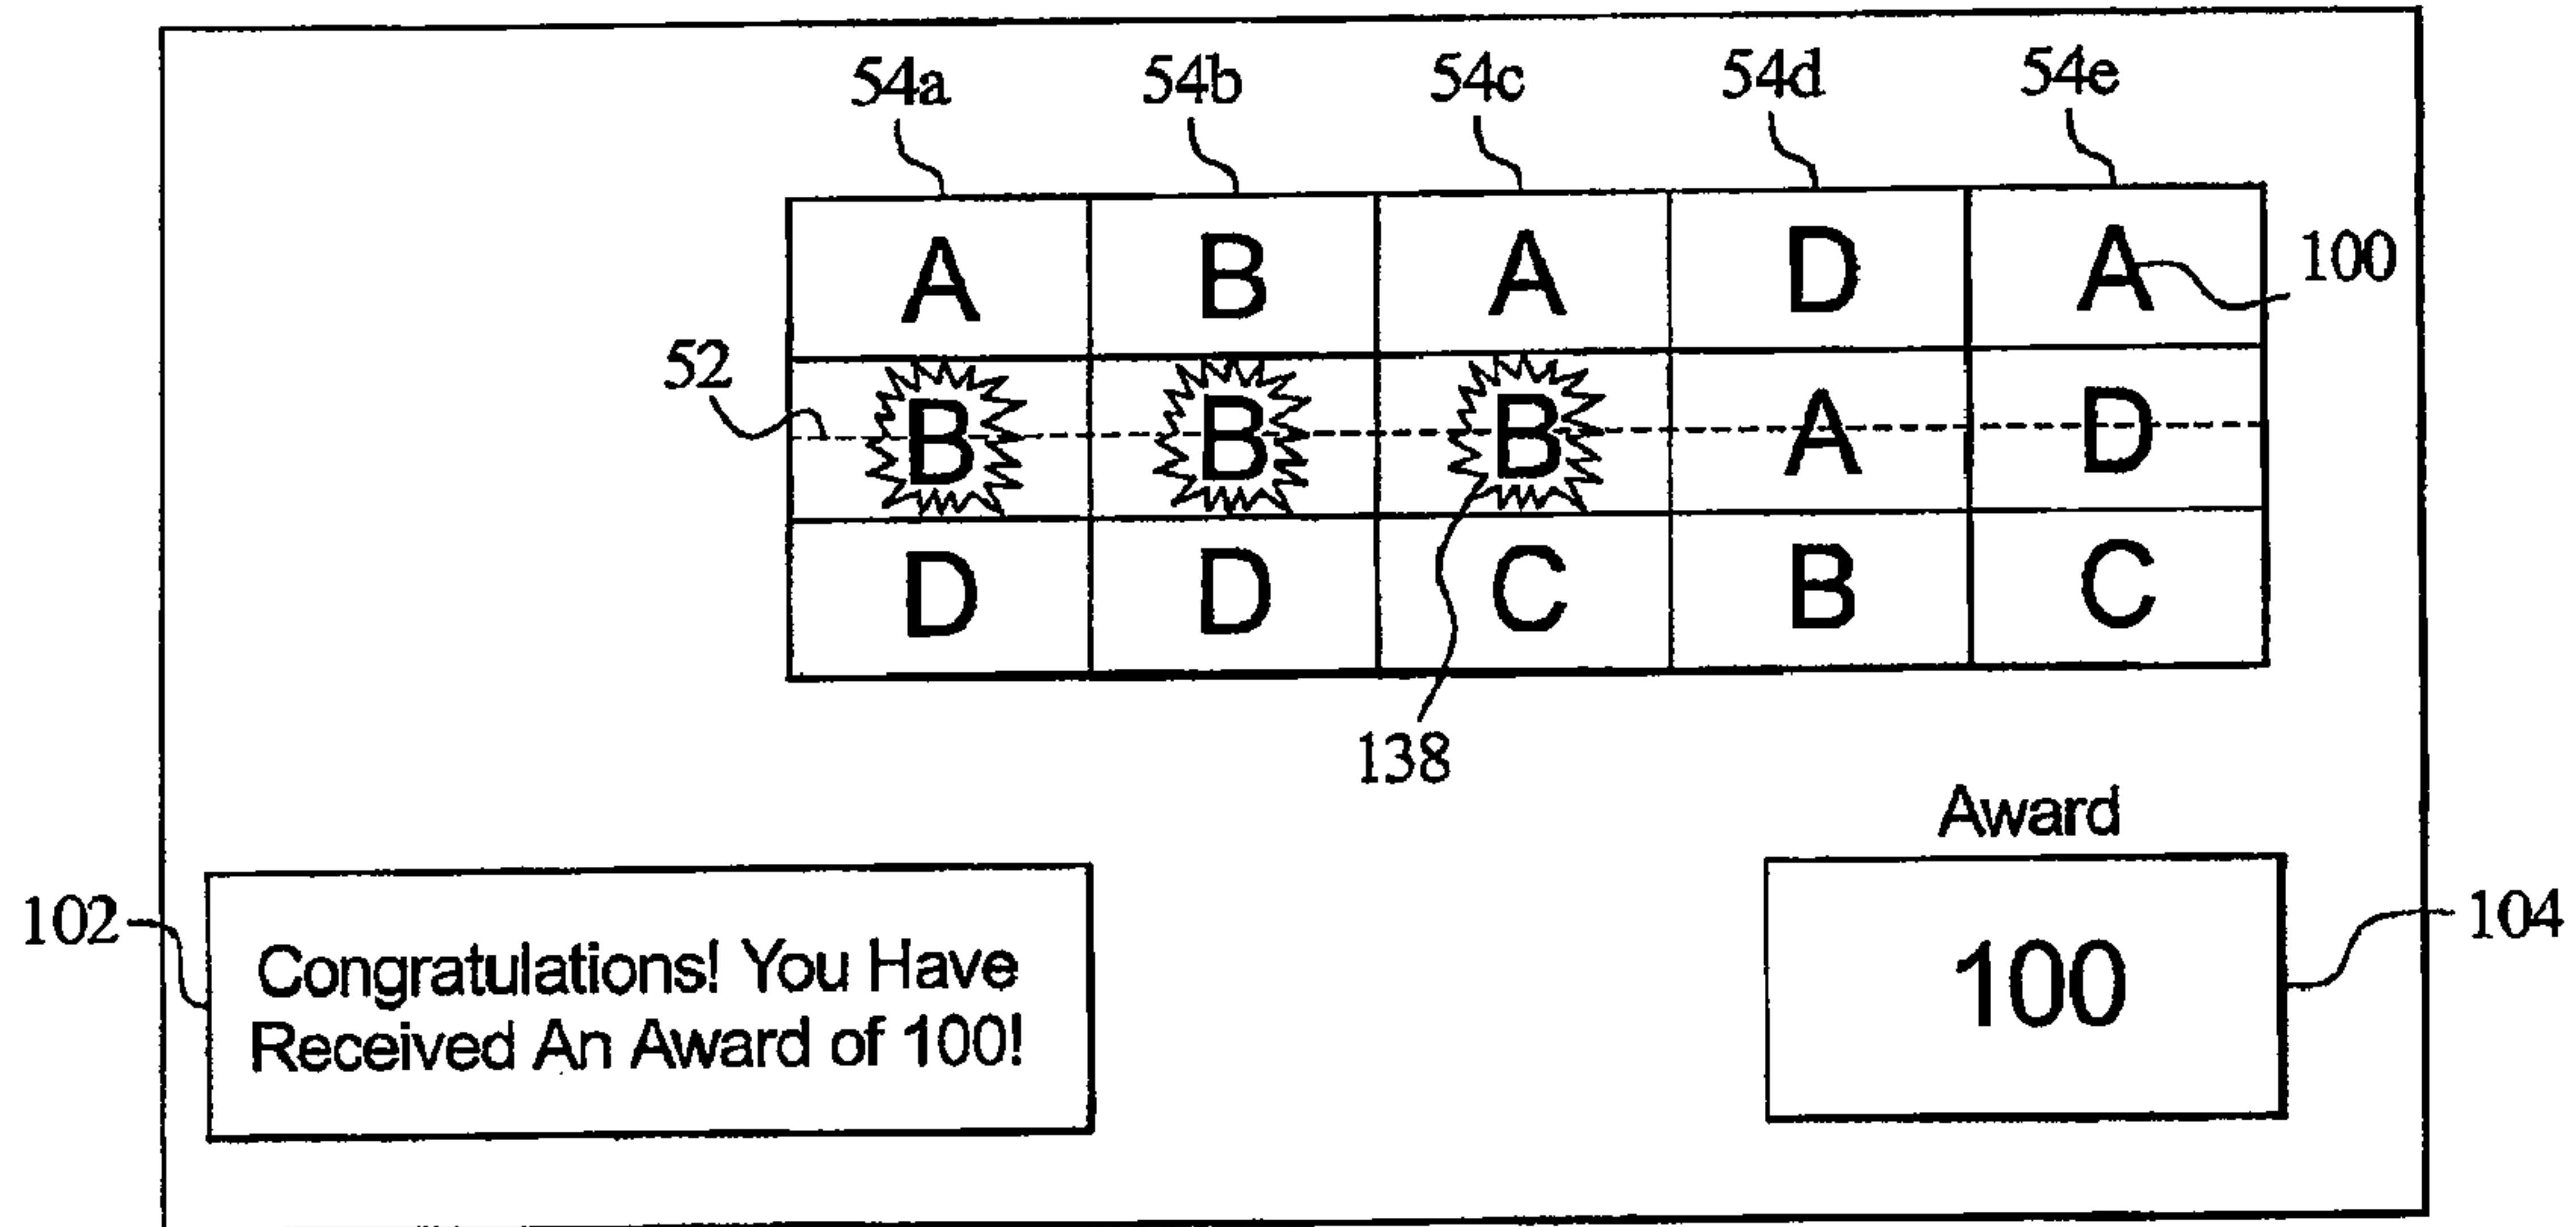 54a 54b 54c 54d 54e
A B A D A 100
52
B B B A D
D D C B C
138
Award
102
Congratulations! You Have
Received An Award of 100!
100
104